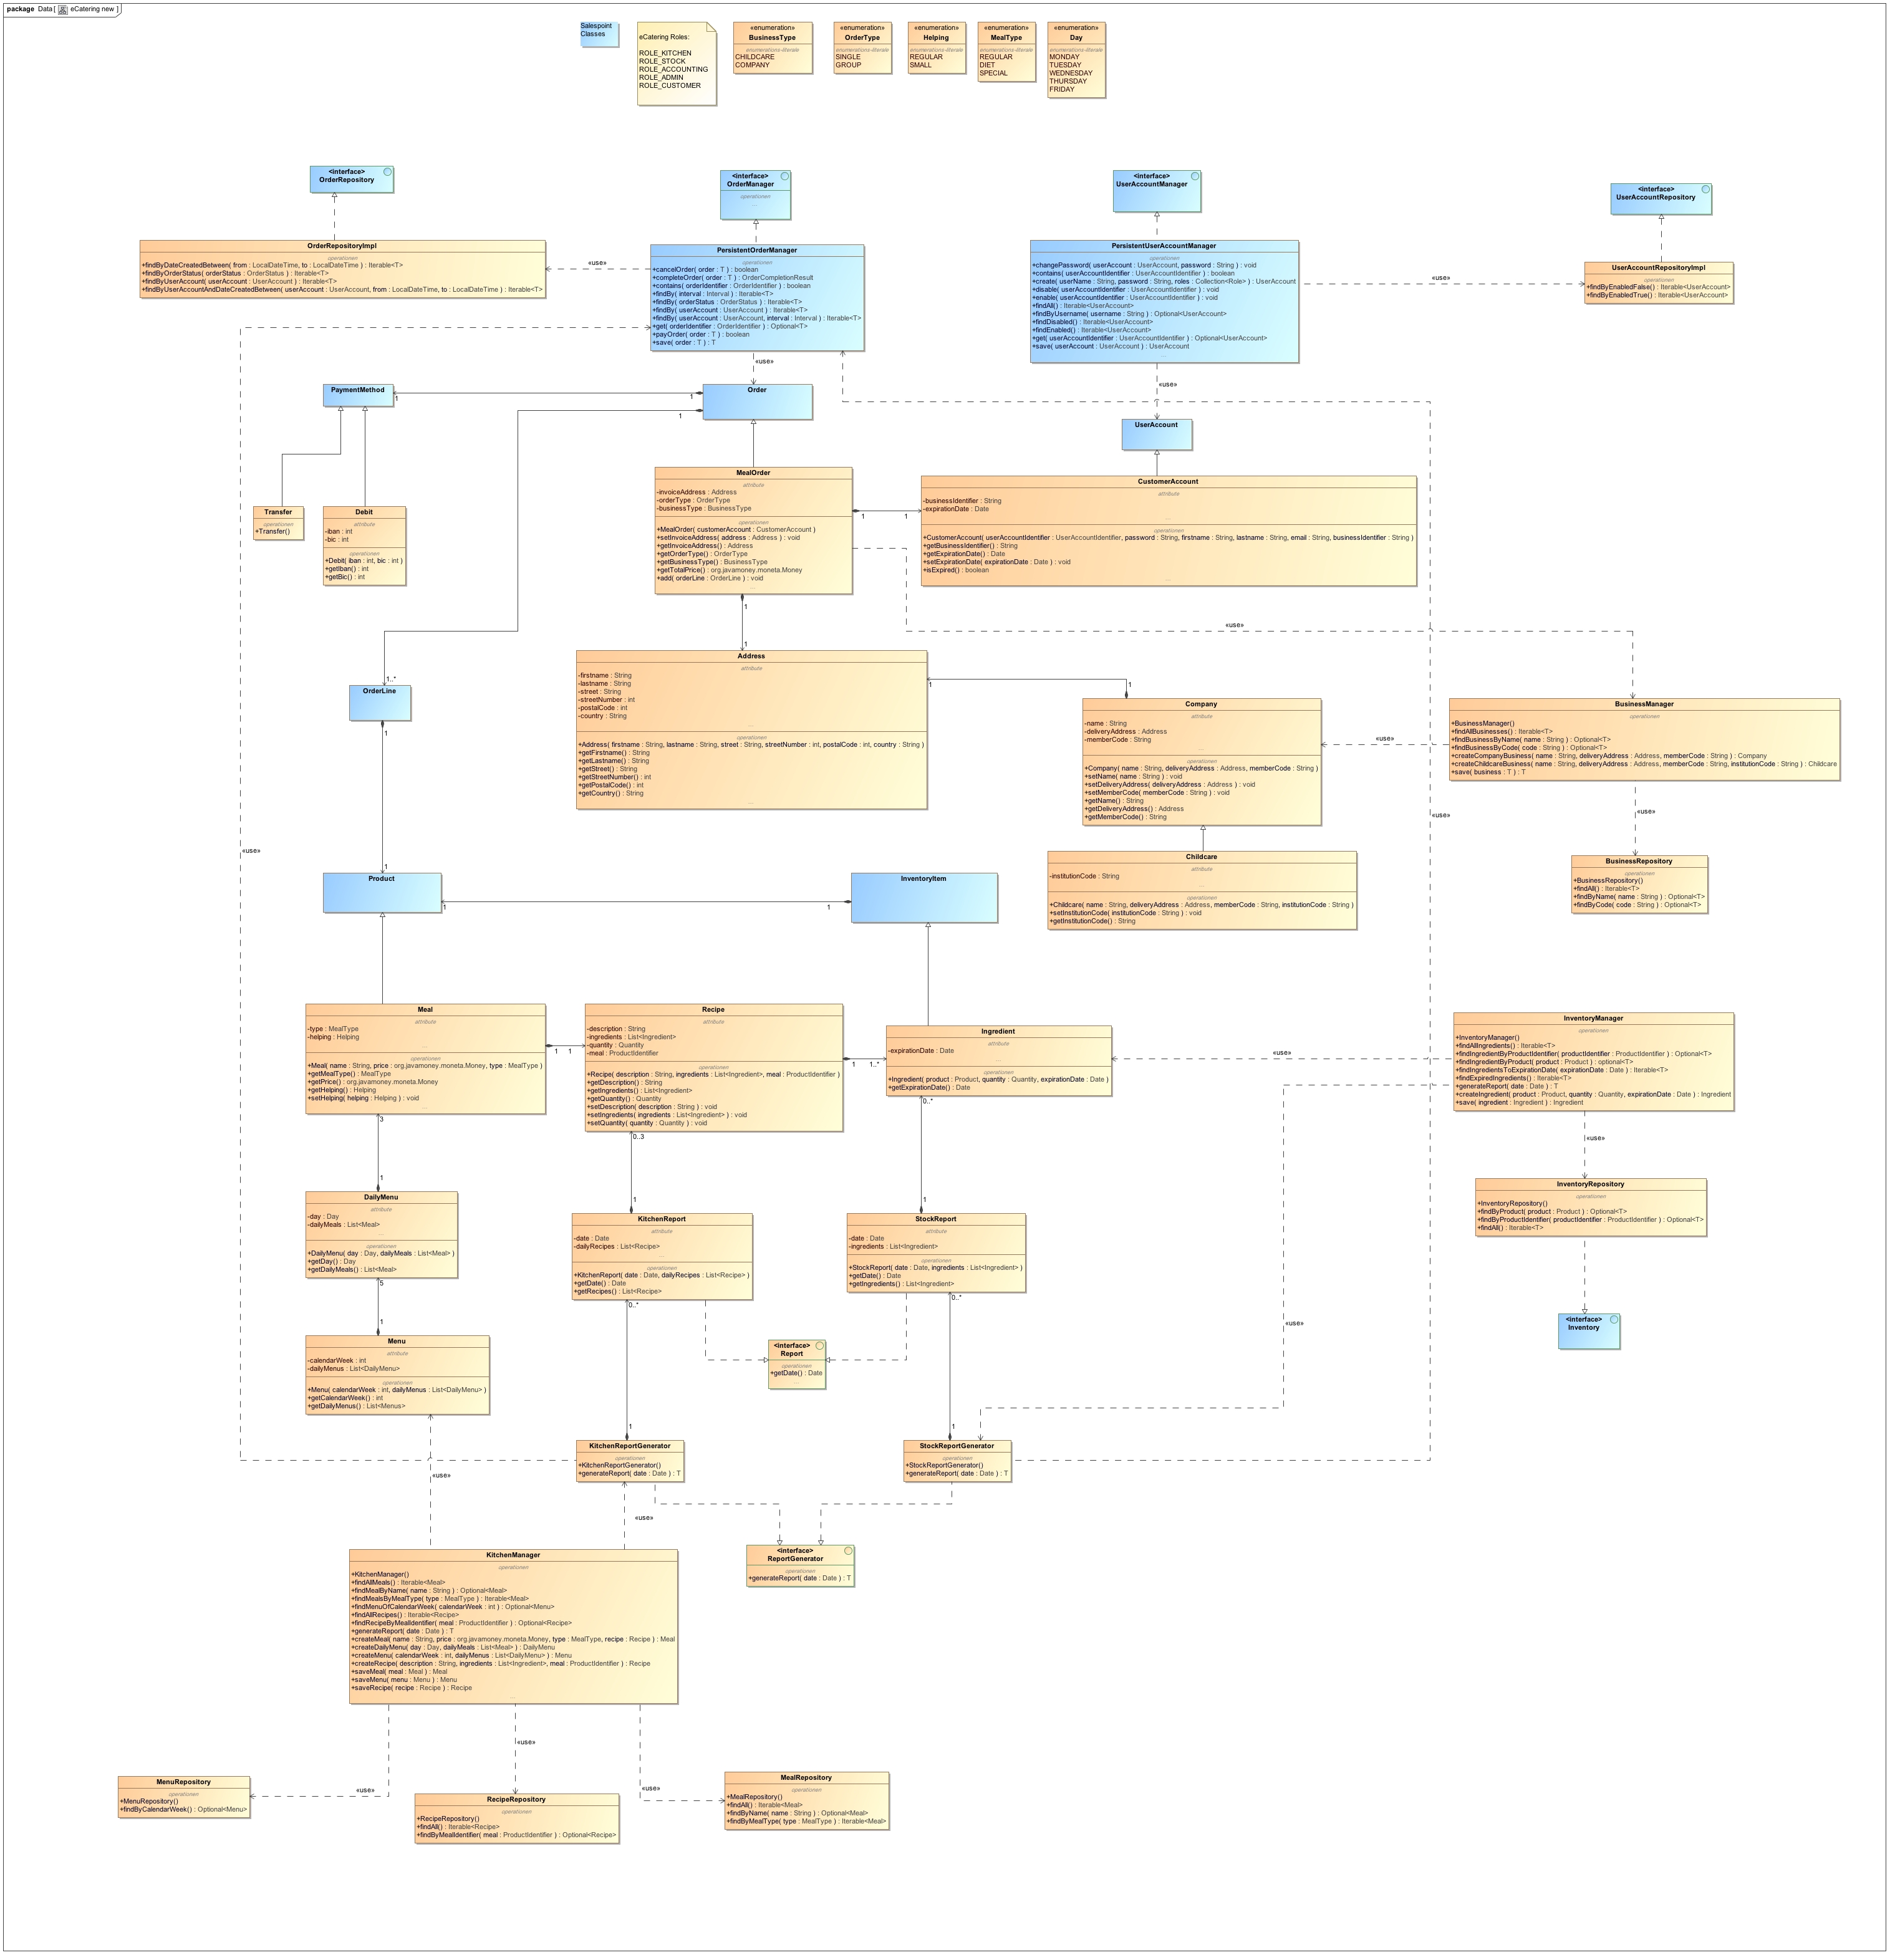 package Data [ eCatering new ]
Salespoint
Classes
eCatering Roles:
ROLE_KITCHEN
ROLE_STOCK
ROLE_ACCOUNTING
ROLE_ADMIN
ROLE_CUSTOMER
«enumeration»
BusinessType
enumerations-literale
CHILDCARE
COMPANY
«enumeration»
OrderType
enumerations-literale
SINGLE
GROUP
«enumeration»
Helping
enumerations-literale
REGULAR
SMALL
«enumeration»
MealType
enumerations-literale
REGULAR
DIET
SPECIAL
«enumeration»
Day
enumerations-literale
MONDAY
TUESDAY
WEDNESDAY
THURSDAY
FRIDAY
<interface>
OrderRepository
<interface>
OrderManager
operationen
...
<interface>
UserAccountManager
<interface>
UserAccountRepository
OrderRepositoryImpl
operationen
+findByDateCreatedBetween( from : LocalDateTime, to : LocalDateTime ) : Iterable<T>
+findByOrderStatus( orderStatus : OrderStatus ) : Iterable<T>
+findByUserAccount( userAccount : UserAccount ) : Iterable<T>
+findByUserAccountAndDateCreatedBetween( userAccount : UserAccount, from : LocalDateTime, to : LocalDateTime ) : Iterable<T>
«use»
PersistentOrderManager
operationen
+cancelOrder( order : T ) : boolean
+completeOrder( order : T ) : OrderCompletionResult
+contains( orderIdentifier : OrderIdentifier ) : boolean
+findBy( interval : Interval ) : Iterable<T>
+findBy( orderStatus : OrderStatus ) : Iterable<T>
+findBy( userAccount : UserAccount ) : Iterable<T>
+findBy( userAccount : UserAccount, interval : Interval ) : Iterable<T>
+get( orderIdentifier : OrderIdentifier ) : Optional<T>
+payOrder( order : T ) : boolean
+save( order : T ) : T
PersistentUserAccountManager
operationen
+changePassword( userAccount : UserAccount, password : String ) : void
+contains( userAccountIdentifier : UserAccountIdentifier ) : boolean
+create( userName : String, password : String, roles : Collection<Role> ) : UserAccount
+disable( userAccountIdentifier : UserAccountIdentifier ) : void
+enable( userAccountIdentifier : UserAccountIdentifier ) : void
+findAll() : Iterable<UserAccount>
+findByUsername( username : String ) : Optional<UserAccount>
+findDisabled() : Iterable<UserAccount>
+findEnabled() : Iterable<UserAccount>
+get( userAccountIdentifier : UserAccountIdentifier ) : Optional<UserAccount>
+save( userAccount : UserAccount ) : UserAccount
...
«use»
UserAccountRepositoryImpl
operationen
+findByEnabledFalse() : Iterable<UserAccount>
+findByEnabledTrue() : Iterable<UserAccount>
«use»
«use»
PaymentMethod
1
1
Order
1
UserAccount
Transfer
operationen
+Transfer()
Debit
attribute
-iban : int
-bic : int
operationen
+Debit( iban : int, bic : int )
+getIban() : int
+getBic() : int
MealOrder
attribute
-invoiceAddress : Address
-orderType : OrderType
-businessType : BusinessType
operationen
+MealOrder( customerAccount : CustomerAccount )
+setInvoiceAddress( address : Address ) : void
+getInvoiceAddress() : Address
+getOrderType() : OrderType
+getBusinessType() : BusinessType
+getTotalPrice() : org.javamoney.moneta.Money
+add( orderLine : OrderLine ) : void
...
1
1
CustomerAccount
attribute
-businessIdentifier : String
-expirationDate : Date
...
operationen
+CustomerAccount( userAccountIdentifier : UserAccountIdentifier, password : String, firstname : String, lastname : String, email : String, businessIdentifier : String )
+getBusinessIdentifier() : String
+getExpirationDate() : Date
+setExpirationDate( expirationDate : Date ) : void
+isExpired() : boolean
...
1
1
«use»
Address
attribute
-firstname : String
-lastname : String
-street : String
-streetNumber : int
-postalCode : int
-country : String
...
operationen
+Address( firstname : String, lastname : String, street : String, streetNumber : int, postalCode : int, country : String )
+getFirstname() : String
+getLastname() : String
+getStreet() : String
+getStreetNumber() : int
+getPostalCode() : int
+getCountry() : String
...
1
1
1..*
OrderLine
1
Company
attribute
-name : String
-deliveryAddress : Address
-memberCode : String
...
operationen
+Company( name : String, deliveryAddress : Address, memberCode : String )
+setName( name : String ) : void
+setDeliveryAddress( deliveryAddress : Address ) : void
+setMemberCode( memberCode : String ) : void
+getName() : String
+getDeliveryAddress() : Address
+getMemberCode() : String
«use»
BusinessManager
operationen
+BusinessManager()
+findAllBusinesses() : Iterable<T>
+findBusinessByName( name : String ) : Optional<T>
+findBusinessByCode( code : String ) : Optional<T>
+createCompanyBusiness( name : String, deliveryAddress : Address, memberCode : String ) : Company
+createChildcareBusiness( name : String, deliveryAddress : Address, memberCode : String, institutionCode : String ) : Childcare
+save( business : T ) : T
«use»
«use»
«use»
Childcare
attribute
-institutionCode : String
...
operationen
+Childcare( name : String, deliveryAddress : Address, memberCode : String, institutionCode : String )
+setInstitutionCode( institutionCode : String ) : void
+getInstitutionCode() : String
BusinessRepository
operationen
+BusinessRepository()
+findAll() : Iterable<T>
+findByName( name : String ) : Optional<T>
+findByCode( code : String ) : Optional<T>
1
Product
1
1
InventoryItem
Meal
attribute
-type : MealType
-helping : Helping
...
operationen
+Meal( name : String, price : org.javamoney.moneta.Money, type : MealType )
+getMealType() : MealType
+getPrice() : org.javamoney.moneta.Money
+getHelping() : Helping
+setHelping( helping : Helping ) : void
...
1
1
Recipe
attribute
-description : String
-ingredients : List<Ingredient>
-quantity : Quantity
-meal : ProductIdentifier
operationen
+Recipe( description : String, ingredients : List<Ingredient>, meal : ProductIdentifier )
+getDescription() : String
+getIngredients() : List<Ingredient>
+getQuantity() : Quantity
+setDescription( description : String ) : void
+setIngredients( ingredients : List<Ingredient> ) : void
+setQuantity( quantity : Quantity ) : void
1
1..*
Ingredient
attribute
-expirationDate : Date
...
operationen
+Ingredient( product : Product, quantity : Quantity, expirationDate : Date )
+getExpirationDate() : Date
«use»
InventoryManager
operationen
+InventoryManager()
+findAllIngredients() : Iterable<T>
+findIngredientByProductIdentifier( productIdentifier : ProductIdentifier ) : Optional<T>
+findIngredientByProduct( product : Product ) : optional<T>
+findIngredientsToExpirationDate( expirationDate : Date ) : Iterable<T>
+findExpiredIngredients() : Iterable<T>
+generateReport( date : Date ) : T
+createIngredient( product : Product, quantity : Quantity, expirationDate : Date ) : Ingredient
+save( ingredient : Ingredient ) : Ingredient
3
0..3
0..*
«use»
1
1
1
DailyMenu
attribute
-day : Day
-dailyMeals : List<Meal>
...
operationen
+DailyMenu( day : Day, dailyMeals : List<Meal> )
+getDay() : Day
+getDailyMeals() : List<Meal>
KitchenReport
attribute
-date : Date
-dailyRecipes : List<Recipe>
...
operationen
+KitchenReport( date : Date, dailyRecipes : List<Recipe> )
+getDate() : Date
+getRecipes() : List<Recipe>
StockReport
attribute
-date : Date
-ingredients : List<Ingredient>
operationen
+StockReport( date : Date, ingredients : List<Ingredient> )
+getDate() : Date
+getIngredients() : List<Ingredient>
InventoryRepository
operationen
+InventoryRepository()
+findByProduct( product : Product ) : Optional<T>
+findByProductIdentifier( productIdentifier : ProductIdentifier ) : Optional<T>
+findAll() : Iterable<T>
5
0..*
0..*
1
«use»
<interface>
Inventory
Menu
attribute
-calendarWeek : int
-dailyMenus : List<DailyMenu>
operationen
+Menu( calendarWeek : int, dailyMenus : List<DailyMenu> )
+getCalendarWeek() : int
+getDailyMenus() : List<Menus>
<interface>
Report
operationen
+getDate() : Date
1
1
KitchenReportGenerator
operationen
+KitchenReportGenerator()
+generateReport( date : Date ) : T
StockReportGenerator
operationen
+StockReportGenerator()
+generateReport( date : Date ) : T
«use»
«use»
<interface>
ReportGenerator
operationen
+generateReport( date : Date ) : T
KitchenManager
operationen
+KitchenManager()
+findAllMeals() : Iterable<Meal>
+findMealByName( name : String ) : Optional<Meal>
+findMealsByMealType( type : MealType ) : Iterable<Meal>
+findMenuOfCalendarWeek( calendarWeek : int ) : Optional<Menu>
+findAllRecipes() : Iterable<Recipe>
+findRecipeByMealIdentifier( meal : ProductIdentifier ) : Optional<Recipe>
+generateReport( date : Date ) : T
+createMeal( name : String, price : org.javamoney.moneta.Money, type : MealType, recipe : Recipe ) : Meal
+createDailyMenu( day : Day, dailyMeals : List<Meal> ) : DailyMenu
+createMenu( calendarWeek : int, dailyMenus : List<DailyMenu> ) : Menu
+createRecipe( description : String, ingredients : List<Ingredient>, meal : ProductIdentifier ) : Recipe
+saveMeal( meal : Meal ) : Meal
+saveMenu( menu : Menu ) : Menu
+saveRecipe( recipe : Recipe ) : Recipe
...
«use»
«use»
«use»
MenuRepository
operationen
+MenuRepository()
+findByCalendarWeek() : Optional<Menu>
RecipeRepository
operationen
+RecipeRepository()
+findAll() : Iterable<Recipe>
+findByMealIdentifier( meal : ProductIdentifier ) : Optional<Recipe>
MealRepository
operationen
+MealRepository()
+findAll() : Iterable<Meal>
+findByName( name : String ) : Optional<Meal>
+findByMealType( type : MealType ) : Iterable<Meal>